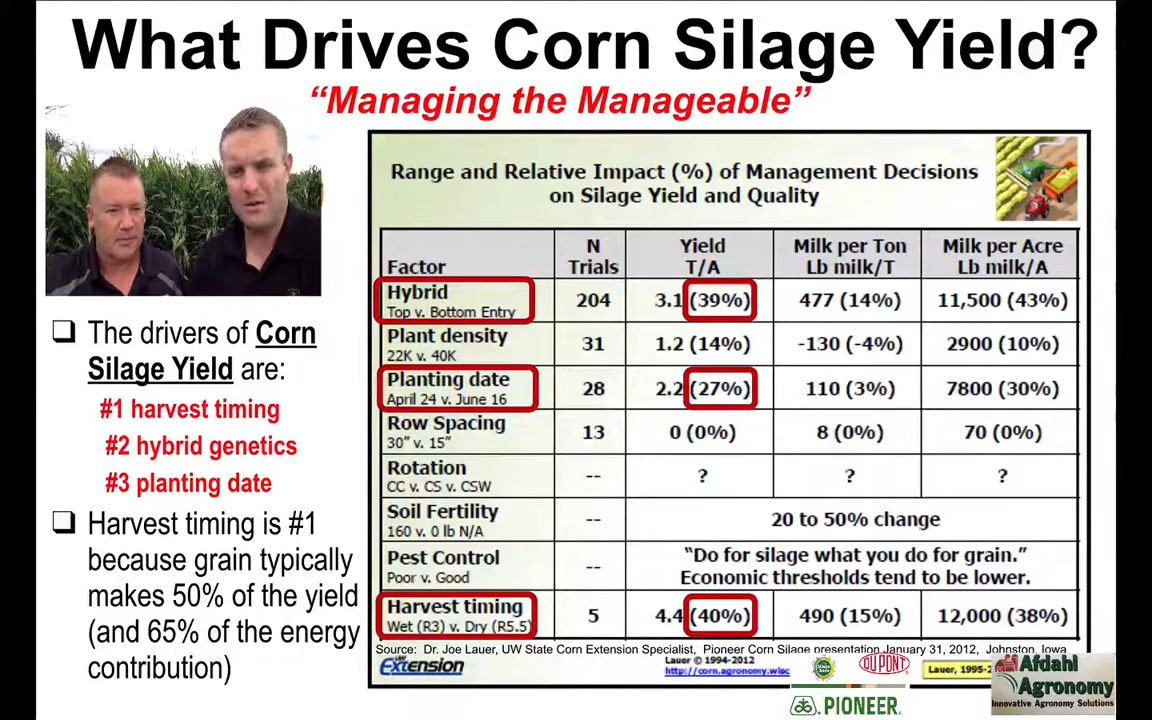 What Drives Corn Silage Yield?
“Managing the Manageable”
❑ The drivers of Corn
Silage Yield are:
#1 harvest timing
#2 hybrid genetics
#3 planting date
❑ Harvest timing is #1
because grain typically
makes 50% of the yield
(and 65% of the energy
contribution)
Range and Relative Impact (%) of Management Decisions
on Silage Yield and Quality
Factor N Trials Yield T/A Milk per Ton Lb milk/T Milk per Acre Lb milk/A
Hybrid 204 3.1 (39%) 477 (14%) 11,500 (43%)
Top v. Bottom Entry
Plant density 31 1.2 (14%) -130 (-4%) 2900 (10%)
22K v. 40K
Planting date 28 2.2 (27%) 110 (3%) 7800 (30%)
April 24 v. June 16
Row Spacing 13 0 (0%) 8 (0%) 70 (0%)
30” v. 15”
Rotation -- ? ? ?
CC v. CS v. CSW
Soil Fertility -- 20 to 50% change
160 v. 0 lb N/A
Pest Control -- “Do for silage what you do for grain.”
Poor v. Good Economic thresholds tend to be lower.
Harvest timing 5 4.4 (40%) 490 (15%) 12,000 (38%)
Wet (R3) v. Dry (R5.5)
Source: Dr. Joe Lauer, UW State Corn Extension Specialist, Pioneer Corn Silage presentation January 31, 2012, Johnston, Iowa
Extension
Lauer © 1994-2012
http://corn.agronomy.wisc
Lauer, 1995-2
DUPONT
PIONEER.
Afdahl
Agronomy
Innovative Agronomy Solutions